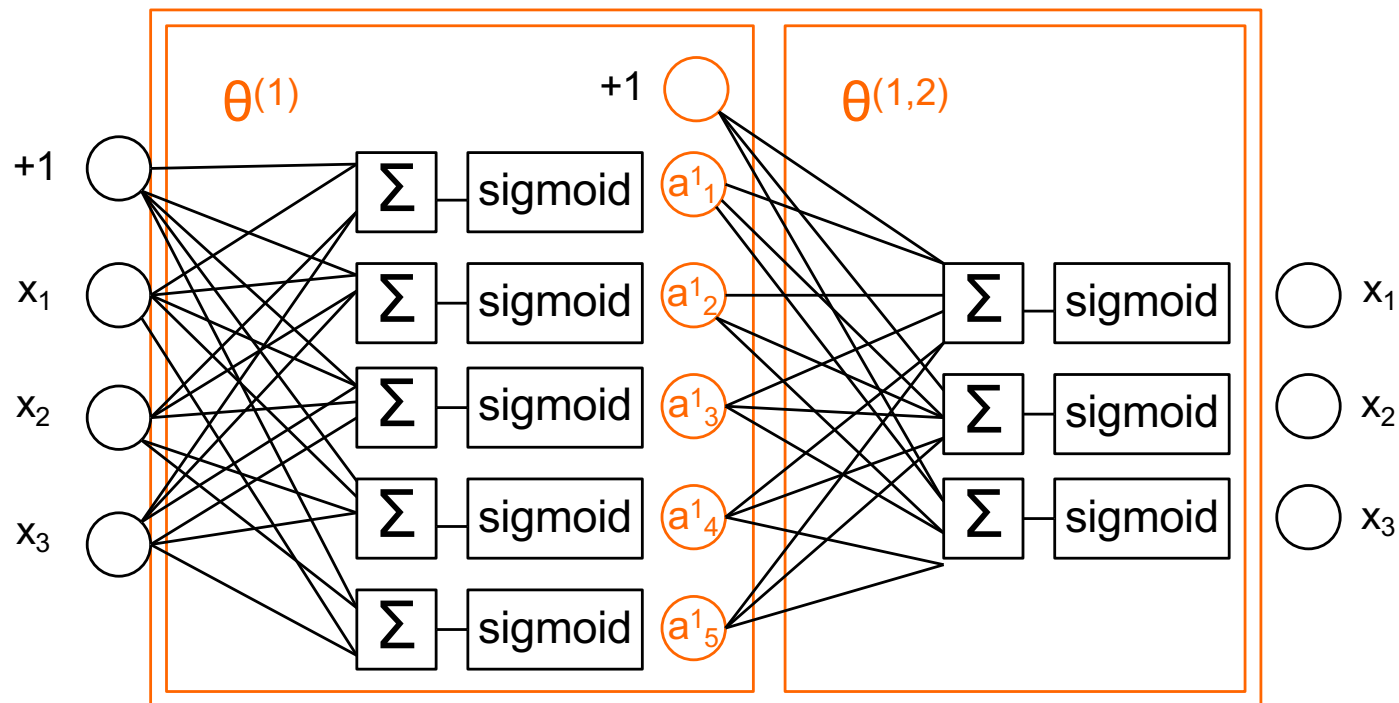 θ(1) +1 θ(1,2)
+1 Σ sigmoid a¹₁
x₁ Σ sigmoid a¹₂ Σ sigmoid x₁
x₂ Σ sigmoid a¹₃ Σ sigmoid x₂
x₃ Σ sigmoid a¹₄ Σ sigmoid x₃
Σ sigmoid a¹₅